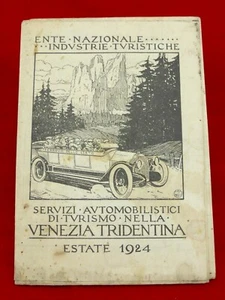 ENTE · NAZIONALE .......
... INDUSTRIE · TURISTICHE
SERVIZI · AUTOMOBILISTICI
DI · TURISMO · NELLA
VENEZIA TRIDENTINA
ESTATE 1924